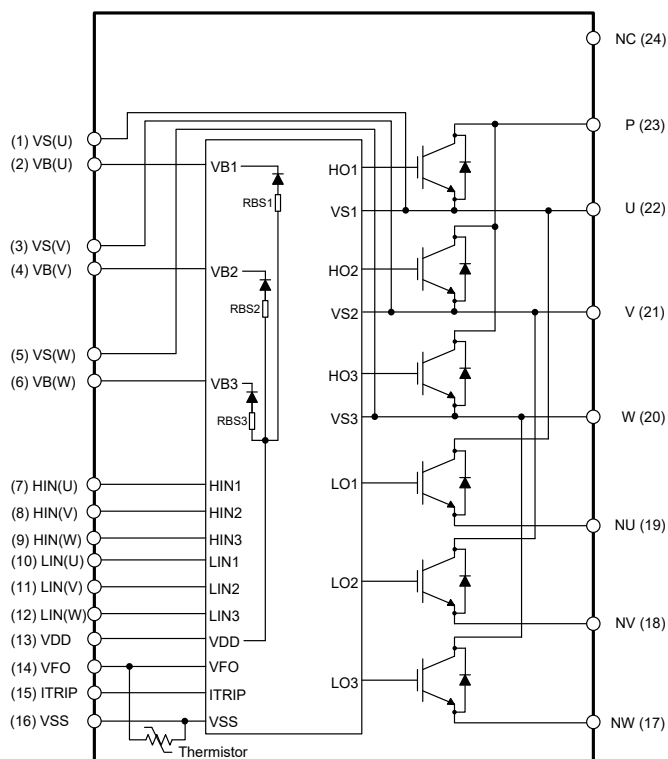 NC (24)
(1) VS(U)
P (23)
(2) VB(U)
VB1
HO1
RBS1
VS1
U (22)
(3) VS(V)
(4) VB(V)
VB2
HO2
RBS2
VS2
V (21)
(5) VS(W)
(6) VB(W)
VB3
HO3
RBS3
VS3
W (20)
(7) HIN(U)
HIN1
LO1
(8) HIN(V)
HIN2
(9) HIN(W)
HIN3
NU (19)
(10) LIN(U)
LIN1
(11) LIN(V)
LIN2
LO2
(12) LIN(W)
LIN3
NV (18)
(13) VDD
VDD
(14) VFO
VFO
(15) ITRIP
ITRIP
LO3
(16) VSS
VSS
NW (17)
Thermistor